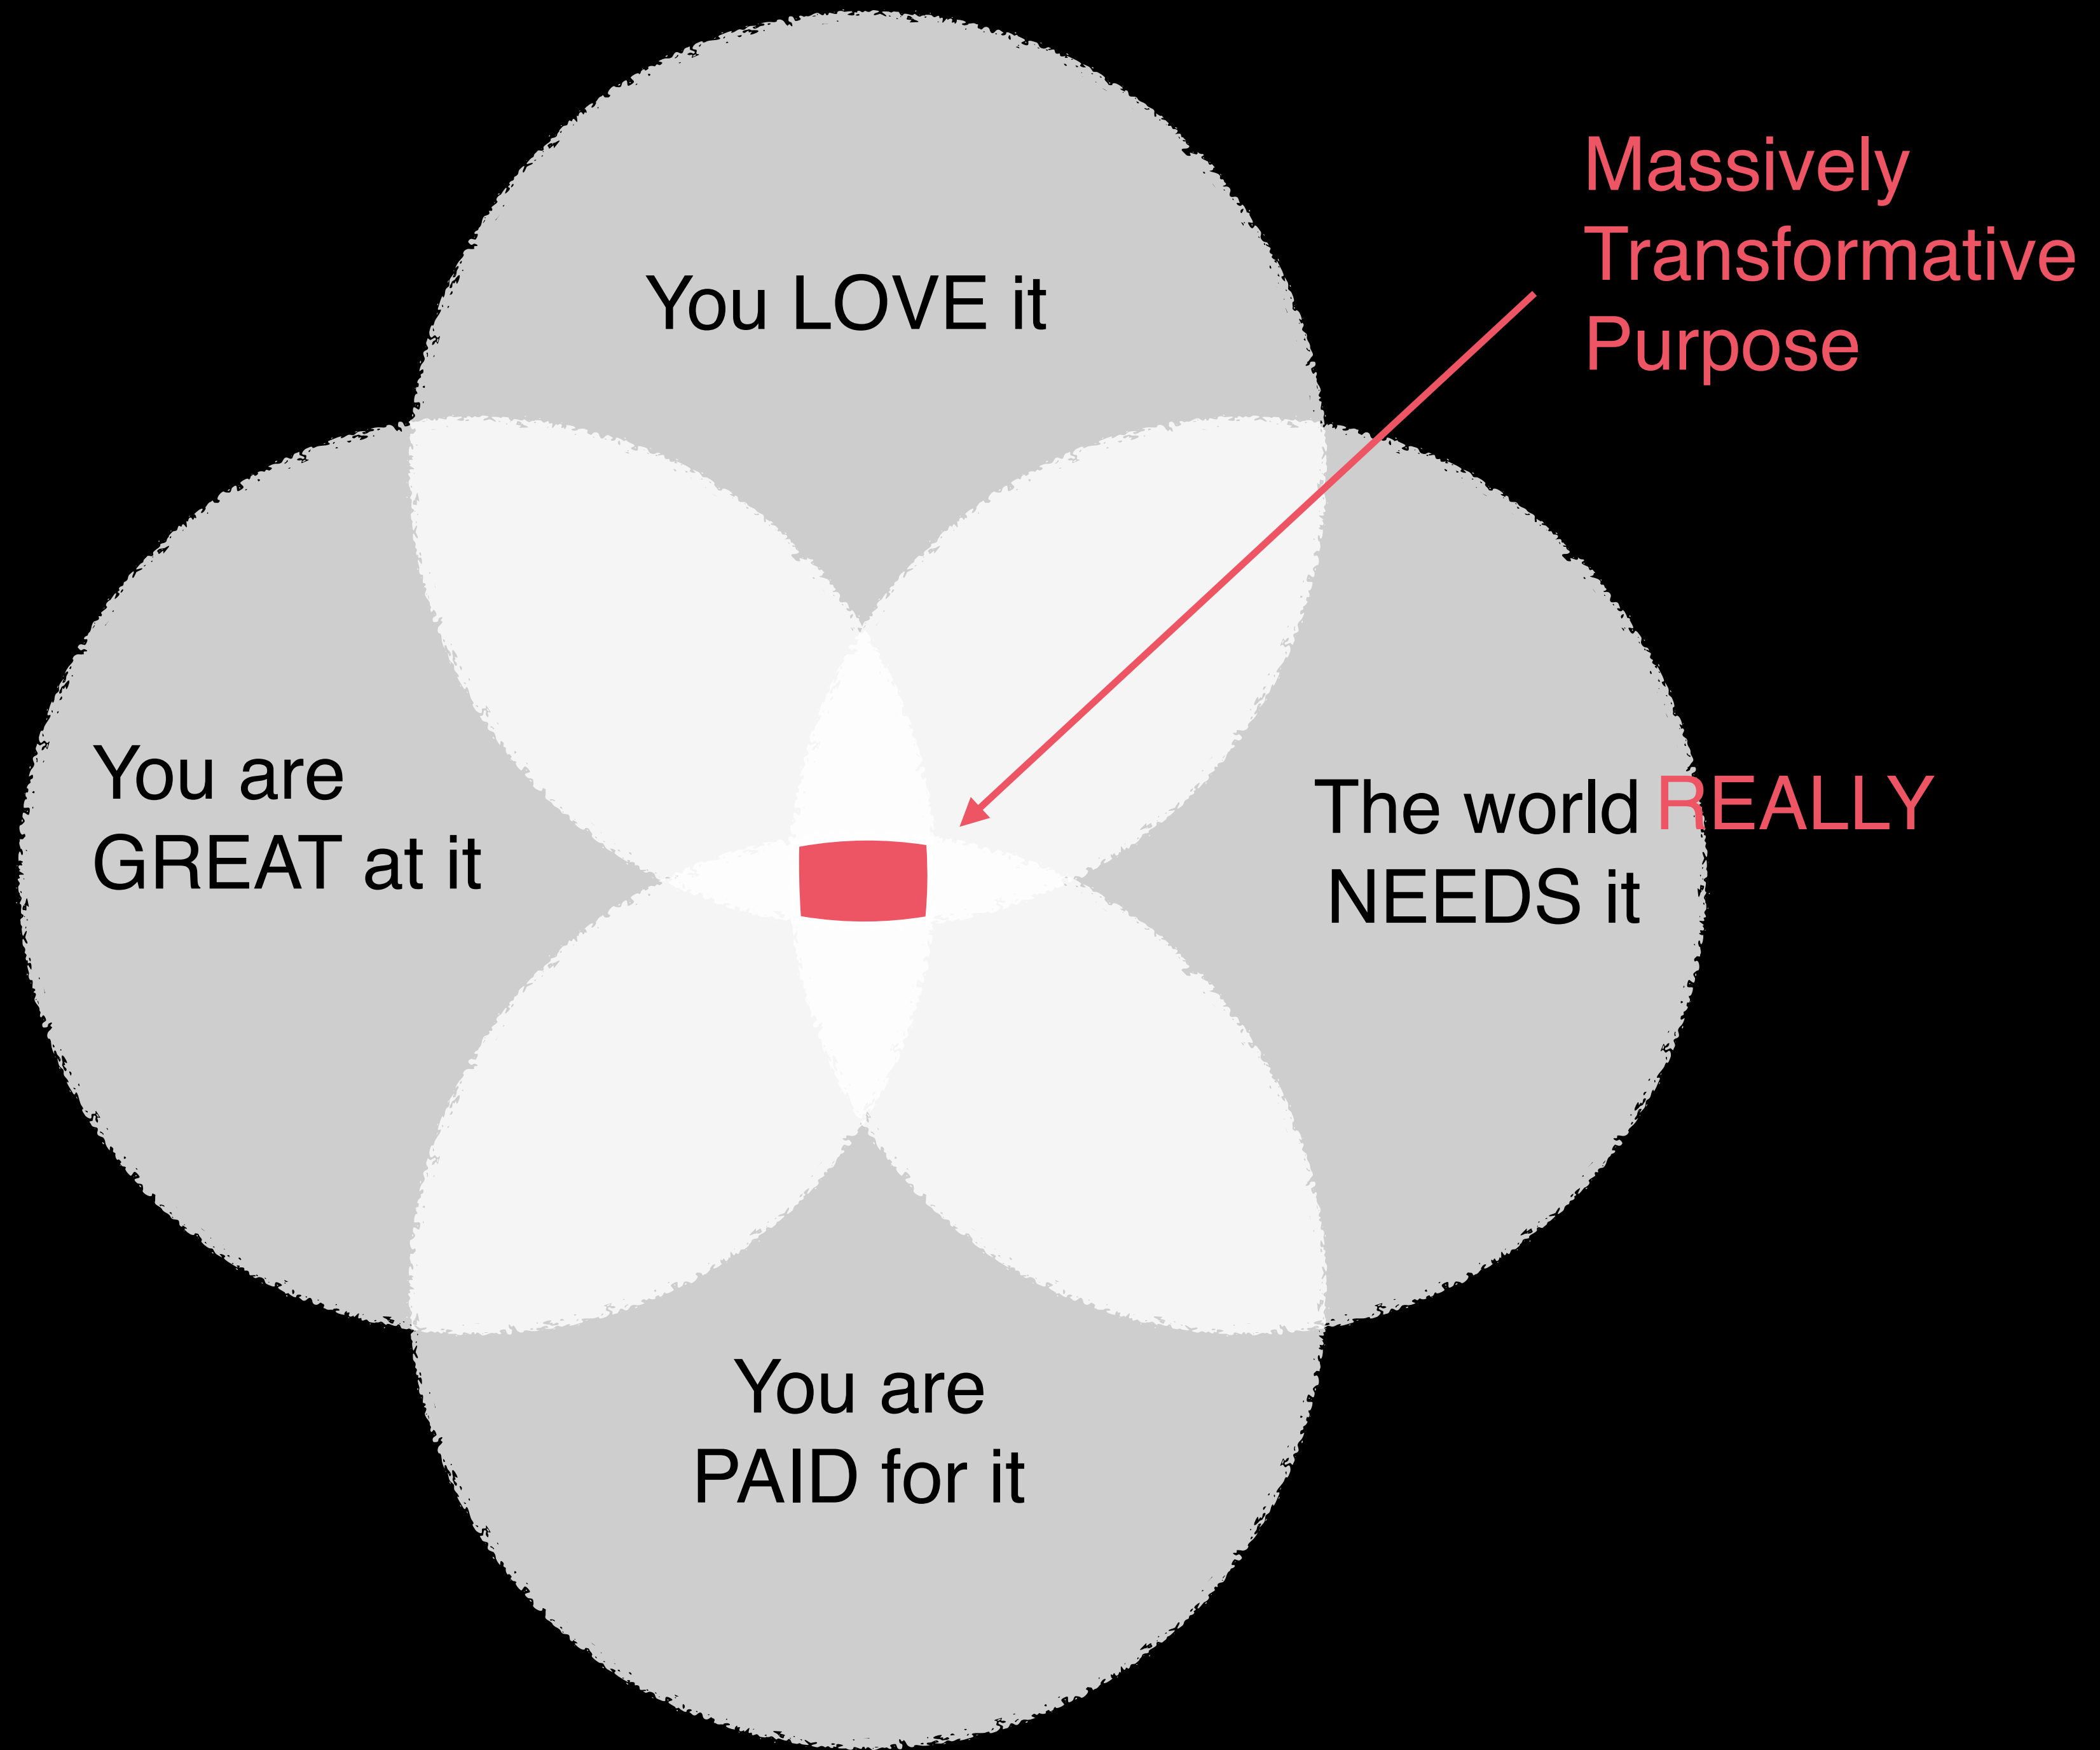 Massively
Transformative
Purpose
You LOVE it
You are
GREAT at it
The world REALLY
NEEDS it
You are
PAID for it